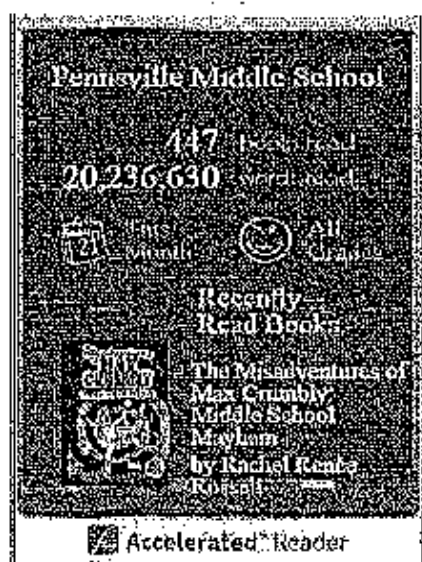 Pennsville Middle School
447 books read
20,236,630 words read
This
Month
All
Grades
Recently
Read Books
The Misadventures of
Max Crumbly
Middle School
Mayhem
by Rachel Renée
Russell
Accelerated Reader